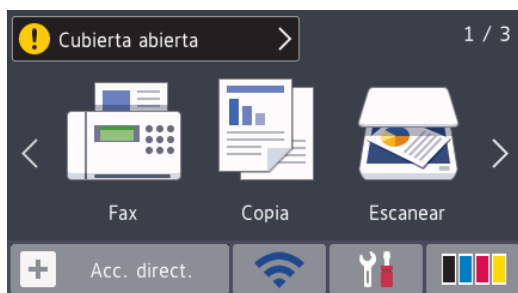 Cubierta abierta
1 / 3
Fax
Copia
Escanear
Acc. direct.